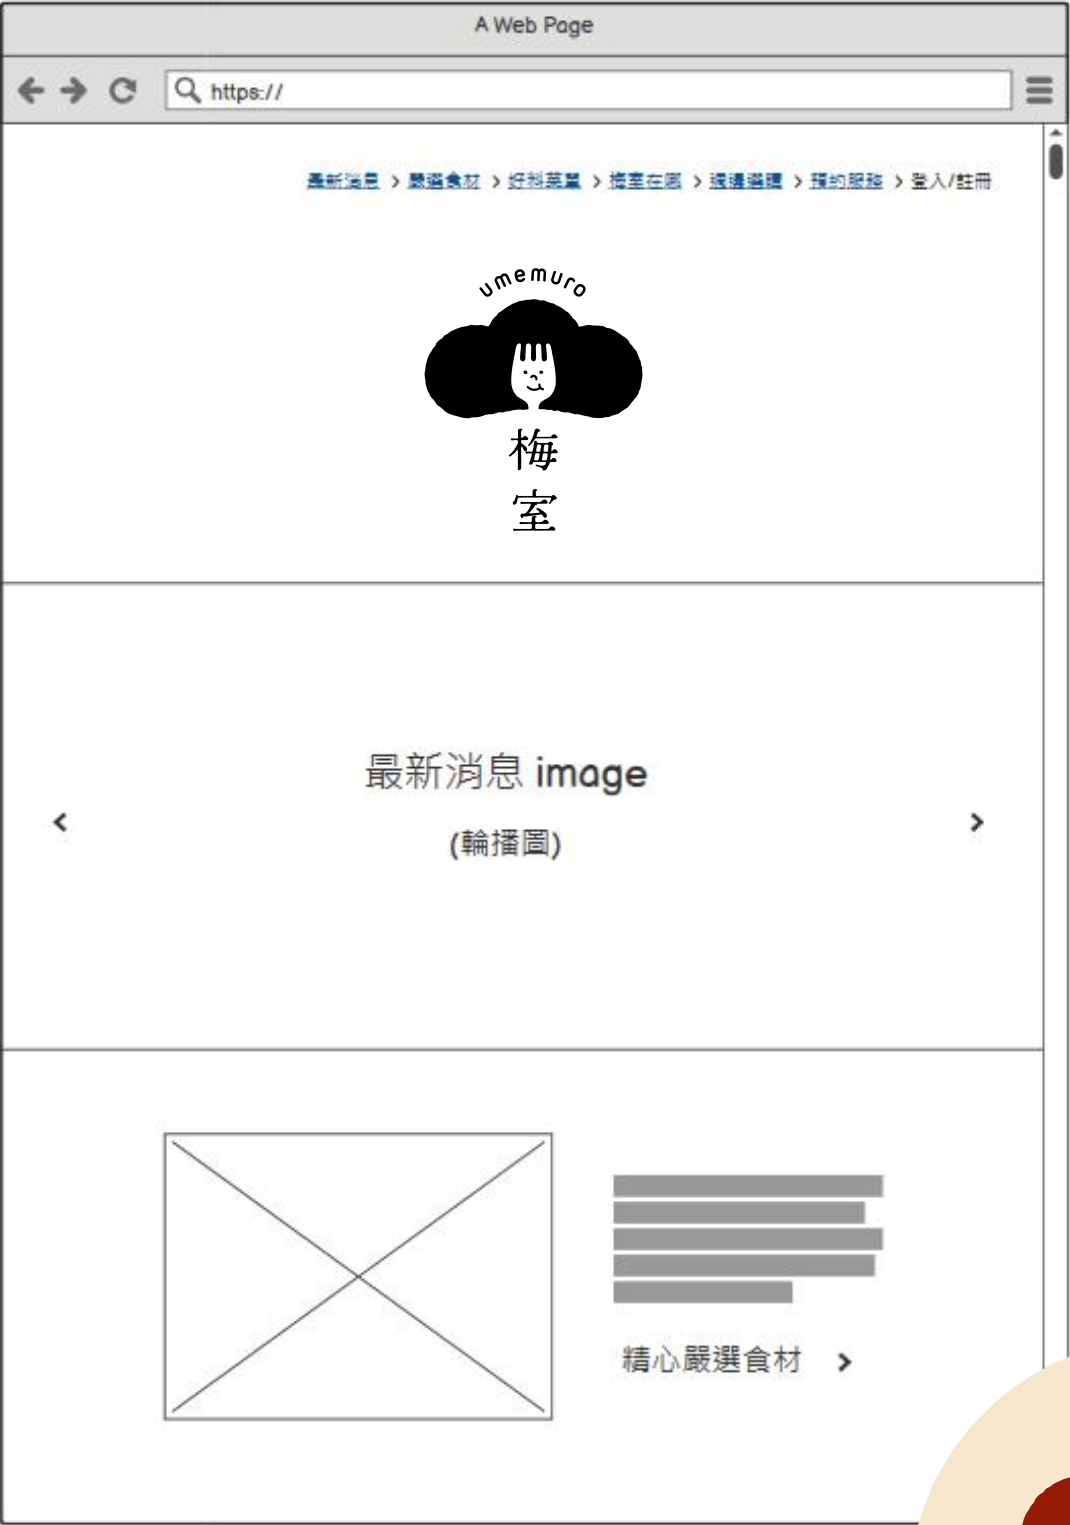 A Web Page
https://
最新消息 > 嚴選食材 > 好料菜單 > 梅室在哪 > 週邊選購 > 預約服務 > 登入/註冊
umemuro
梅
室
最新消息 image
(輪播圖)
精心嚴選食材 >